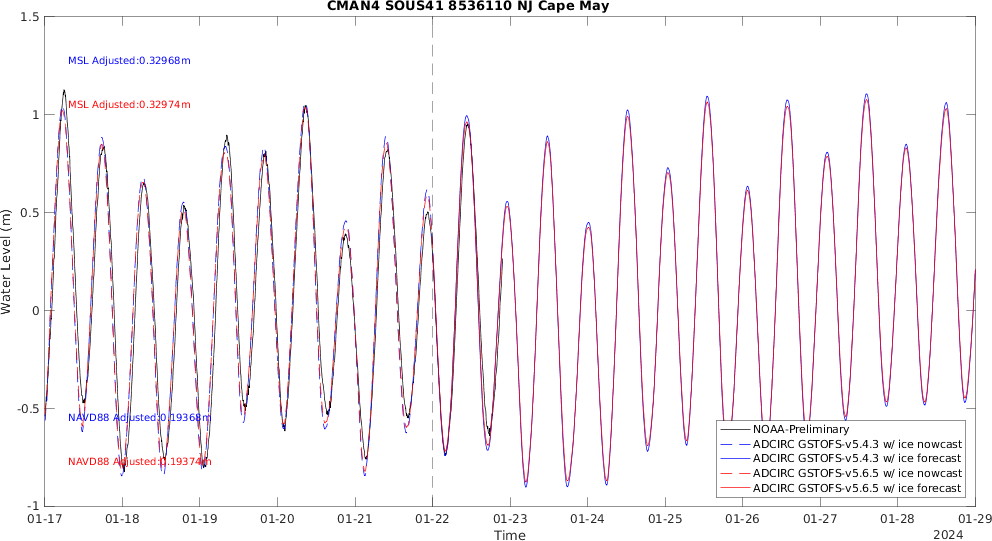 CMAN4 SOUS41 8536110 NJ Cape May
1.5
1
0.5
0
-0.5
-1
Water Level (m)
MSL Adjusted:0.32968m
MSL Adjusted:0.32974m
NAVD88 Adjusted:0.19368m
NAVD88 Adjusted:0.19374m
NOAA-Preliminary
ADCIRC GSTOFS-v5.4.3 w/ ice nowcast
ADCIRC GSTOFS-v5.4.3 w/ ice forecast
ADCIRC GSTOFS-v5.6.5 w/ ice nowcast
ADCIRC GSTOFS-v5.6.5 w/ ice forecast
01-17 01-18 01-19 01-20 01-21 01-22 01-23 01-24 01-25 01-26 01-27 01-28 01-29
Time
2024